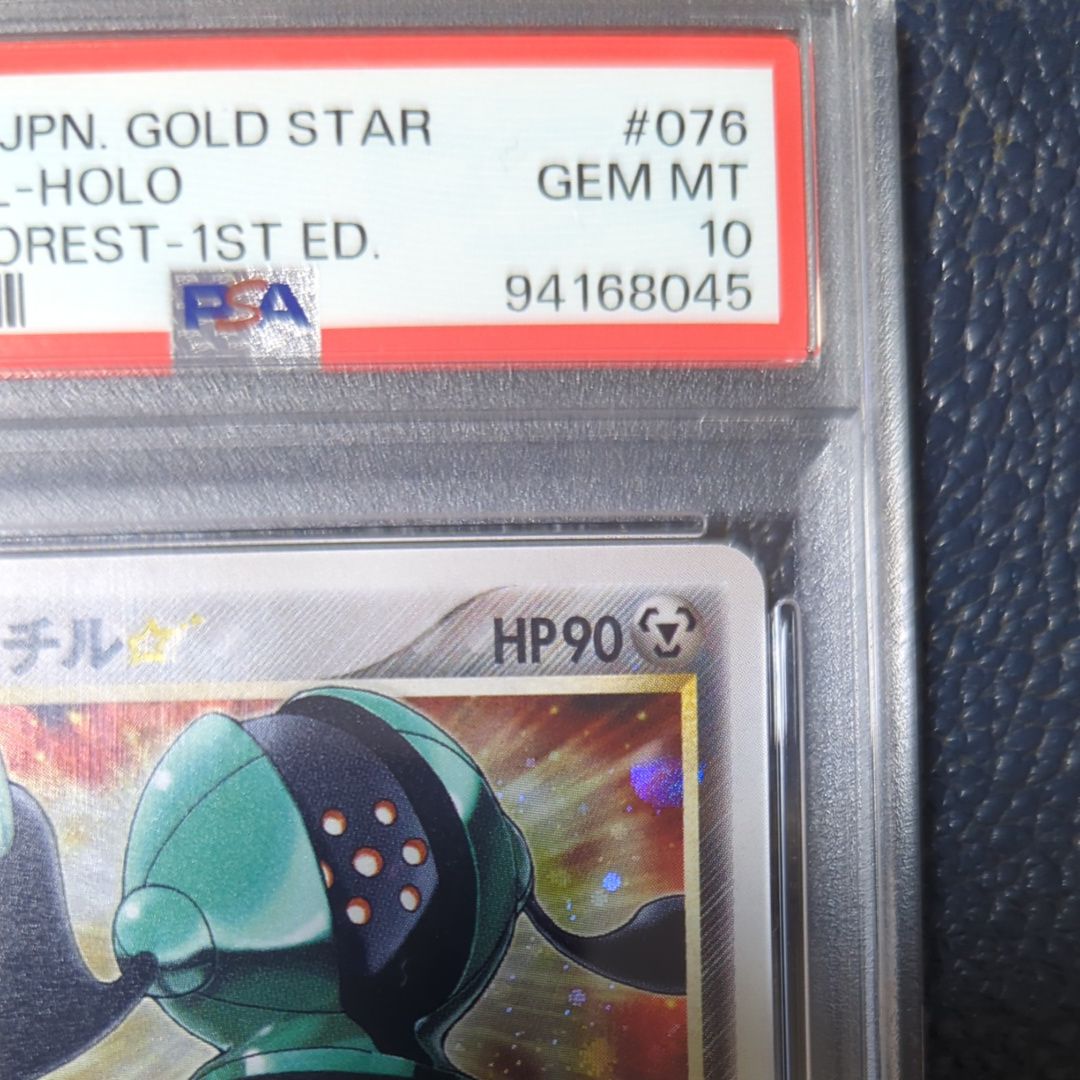 JPN. GOLD STAR #076
L-HOLO GEM MT
OREST-1ST ED. 10
PSA 94168045
チル☆ HP90